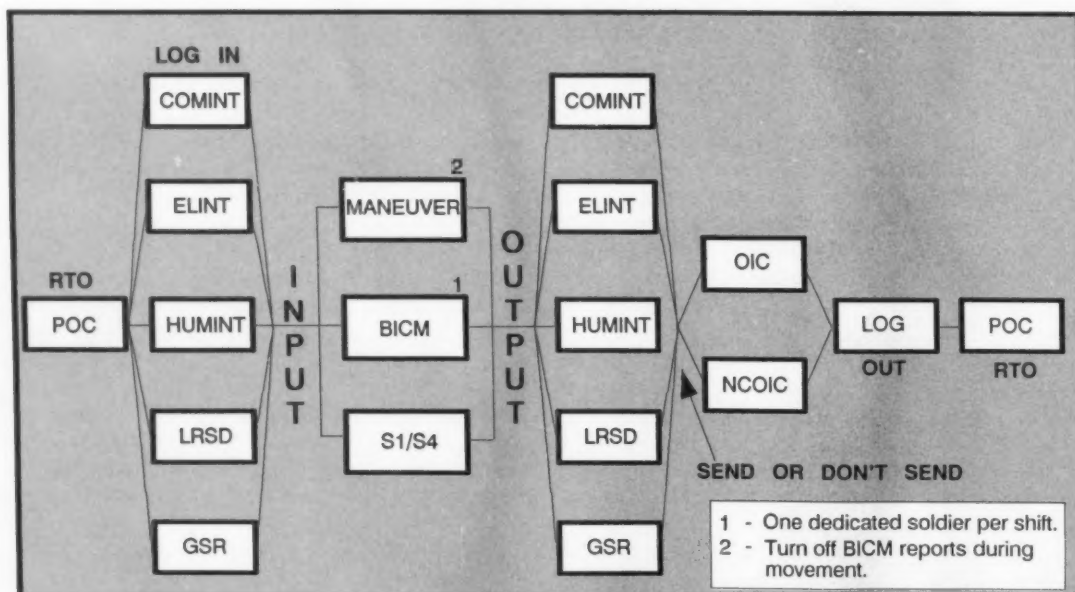 LOG IN
COMINT
ELINT
RTO
POC
HUMINT
LRSD
GSR
INPUT
2
MANEUVER
1
BICM
S1/S4
OUTPUT
COMINT
ELINT
HUMINT
LRSD
GSR
OIC
NCOIC
LOG
OUT
POC
RTO
SEND OR DON'T SEND
1 - One dedicated soldier per shift.
2 - Turn off BICM reports during
movement.